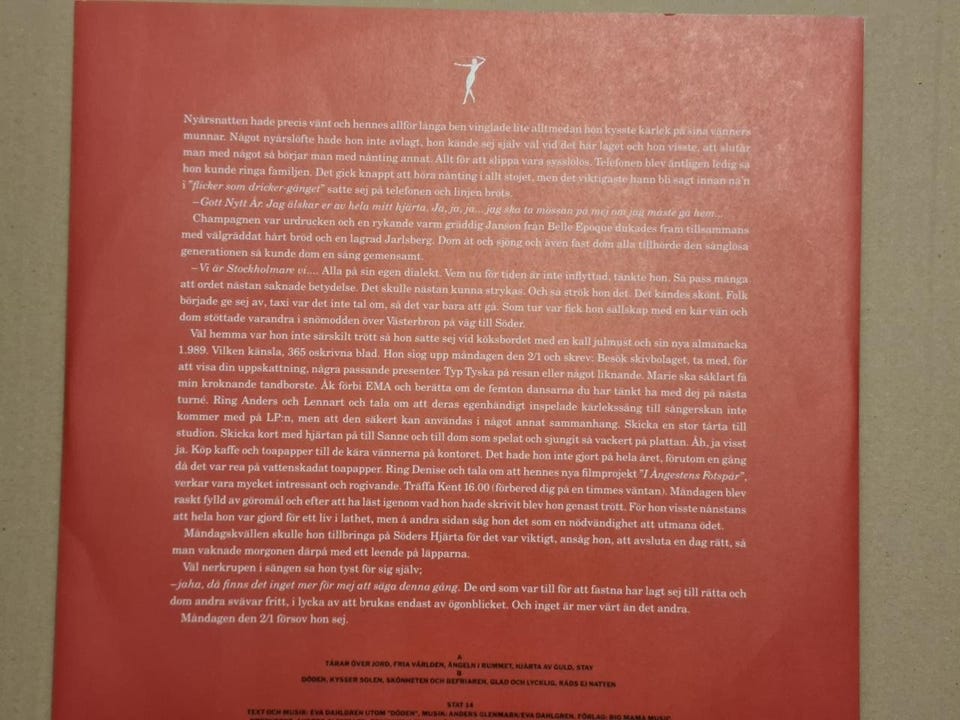 Nyårsnatten hade precis vänt och hennes allför långa ben vinglade lite alltmedan hon kysste kärlek på sina vänners
munnar. Något nyårslöfte hade hon inte avlagt, hon kände sej själv väl vid det här laget och hon visste, att slutar
man med något så börjar man med nånting annat. Allt för att slippa vara sysslolös. Telefonen blev äntligen ledig så
hon kunde ringa familjen. Det gick knappt att höra nånting i allt stojet, men det viktigaste hann bli sagt innan nå'n
i "flicker som dricker-gänget" satte sej på telefonen och linjen bröts.
– Gott Nytt År. Jag älskar er av hela mitt hjärta. Ja, ja, ja... jag ska ta mössan på mej om jag måste gå hem...
Champagnen var urdrucken och en rykande varm gräddig Janson från Belle Epoque dukades fram tillsammans
med välgräddat hårt bröd och en lagrad Jarlsberg. Dom åt och sjöng och även fast dom alla tillhörde den sånglösa
generationen så kunde dom en sång gemensamt.
– Vi är Stockholmare vi.... Alla på sin egen dialekt. Vem nu för tiden är inte inflyttad, tänkte hon. Så pass många
att ordet nästan saknade betydelse. Det skulle nästan kunna strykas. Och så strök hon det. Det kändes skönt. Folk
började ge sej av, taxi var det inte tal om, så det var bara att gå. Som tur var fick hon sällskap med en kär vän och
dom stöttade varandra i snömodden över Västerbron på väg till Söder.
Väl hemma var hon inte särskilt trött så hon satte sej vid köksbordet med en kall julmust och sin nya almanacka
1.989. Vilken känsla, 365 oskrivna blad. Hon slog upp måndagen den 2/1 och skrev: Besök skivbolaget, ta med, för
att visa din uppskattning, några passande presenter. Typ Tyska på resan eller något liknande. Marie ska såklart få
min kroknande tandborste. Åk förbi EMA och berätta om de femton dansarna du har tänkt ha med dej på nästa
turné. Ring Anders och Lennart och tala om att deras egenhändigt inspelade kärlekssång till sångerskan inte
kommer med på LP:n, men att den säkert kan användas i något annat sammanhang. Skicka en stor tårta till
studion. Skicka kort med hjärtan på till Sanne och till dom som spelat och sjungit så vackert på plattan. Åh, ja visst
ja. Köp kaffe och toapapper till de kära vännerna på kontoret. Det hade hon inte gjort på hela året, förutom en gång
då det var rea på vattenskadat toapapper. Ring Denise och tala om att hennes nya filmprojekt "I Ångestens Fotspår",
verkar vara mycket intressant och rogivande. Träffa Kent 16.00 (förbered dig på en timmes väntan). Måndagen blev
raskt fylld av göromål och efter att ha läst igenom vad hon hade skrivit blev hon genast trött. För hon visste nånstans
att hela hon var gjord för ett liv i lathet, men å andra sidan såg hon det som en nödvändighet att utmana ödet.
Måndagskvällen skulle hon tillbringa på Söders Hjärta för det var viktigt, ansåg hon, att avsluta en dag rätt, så
man vaknade morgonen därpå med ett leende på läpparna.
Väl nerkrupen i sängen sa hon tyst för sig själv;
–jaha, då finns det inget mer för mej att säga denna gång. De ord som var till för att fastna har lagt sej till rätta och
dom andra svävar fritt, i lycka av att brukas endast av ögonblicket. Och inget är mer värt än det andra.
Måndagen den 2/1 försov hon sej.
A
TÅRAR ÖVER JORD, FRIA VÄRLDEN, ÄNGELN I RUMMET, HJÄRTA AV GULD, STAY
B
DÖDEN, KYSSER SOLEN, SKÖNHETEN OCH BEFRIAREN, GLAD OCH LYCKLIG, RÄDS EJ NATTEN
STAT 14
TEXT OCH MUSIK: EVA DAHLGREN UTOM "DÖDEN", MUSIK: ANDERS GLENMARK/EVA DAHLGREN. FÖRLAG: BIG MAMA MUSIC